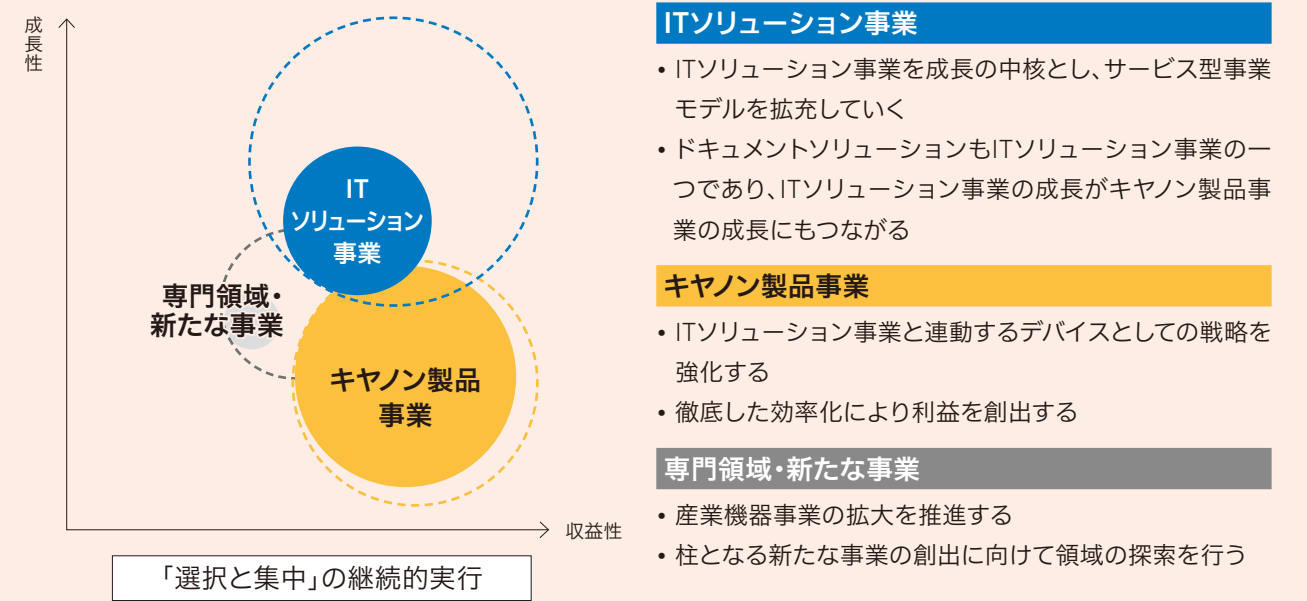 成長性
IT
ソリューション
事業
専門領域・
新たな事業
キヤノン製品
事業
収益性
「選択と集中」の継続的実行
ITソリューション事業
• ITソリューション事業を成長の中核とし、サービス型事業
モデルを拡充していく
• ドキュメントソリューションもITソリューション事業の一
つであり、ITソリューション事業の成長がキヤノン製品事
業の成長にもつながる
キヤノン製品事業
• ITソリューション事業と連動するデバイスとしての戦略を
強化する
• 徹底した効率化により利益を創出する
専門領域・新たな事業
• 産業機器事業の拡大を推進する
• 柱となる新たな事業の創出に向けて領域の探索を行う